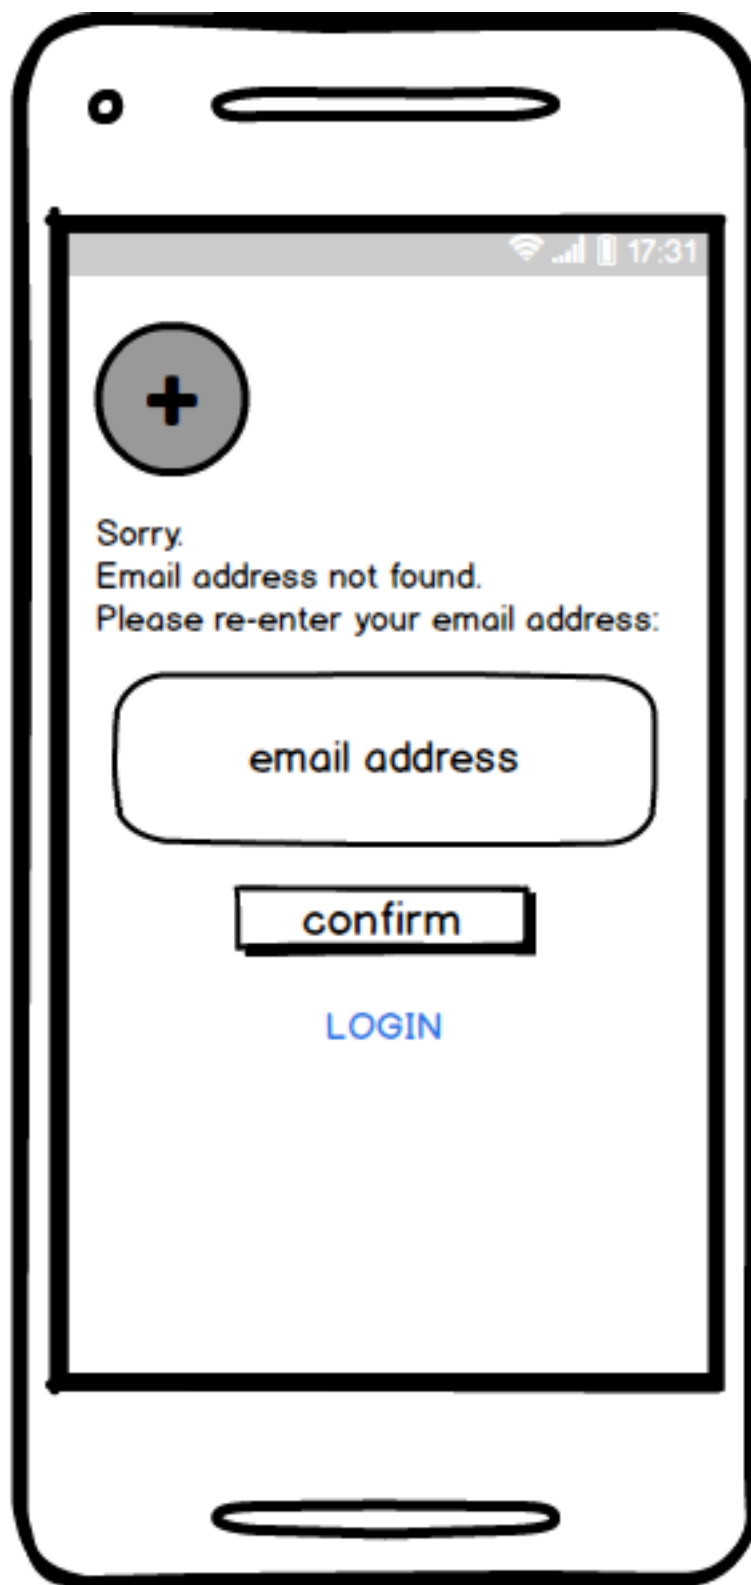 17:31
+
Sorry.
Email address not found.
Please re-enter your email address:
email address
confirm
LOGIN